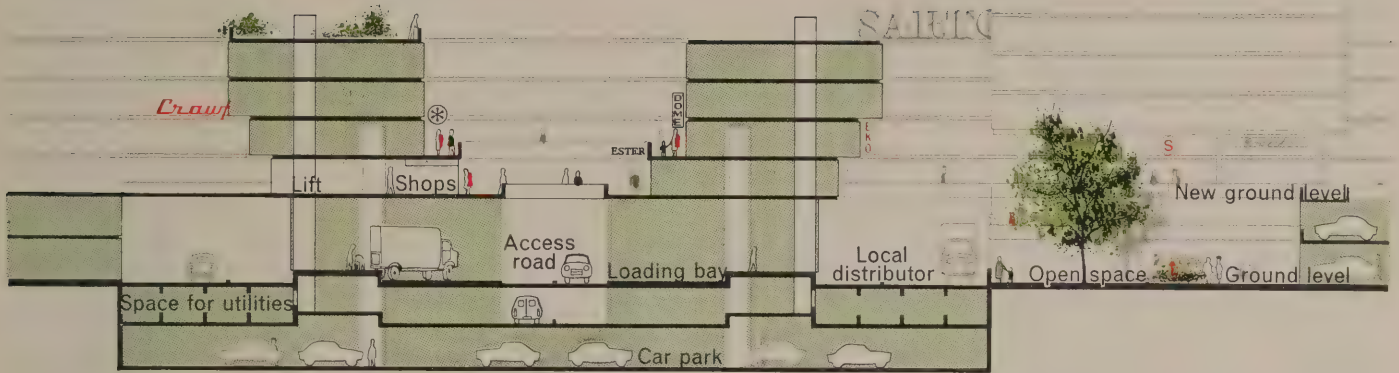 Crawf
DOME
ESTER
EKO
S
Lift
Shops
New ground level
Access
road
Loading bay
Local
distributor
Open space
Ground level
Space for utilities
Car park